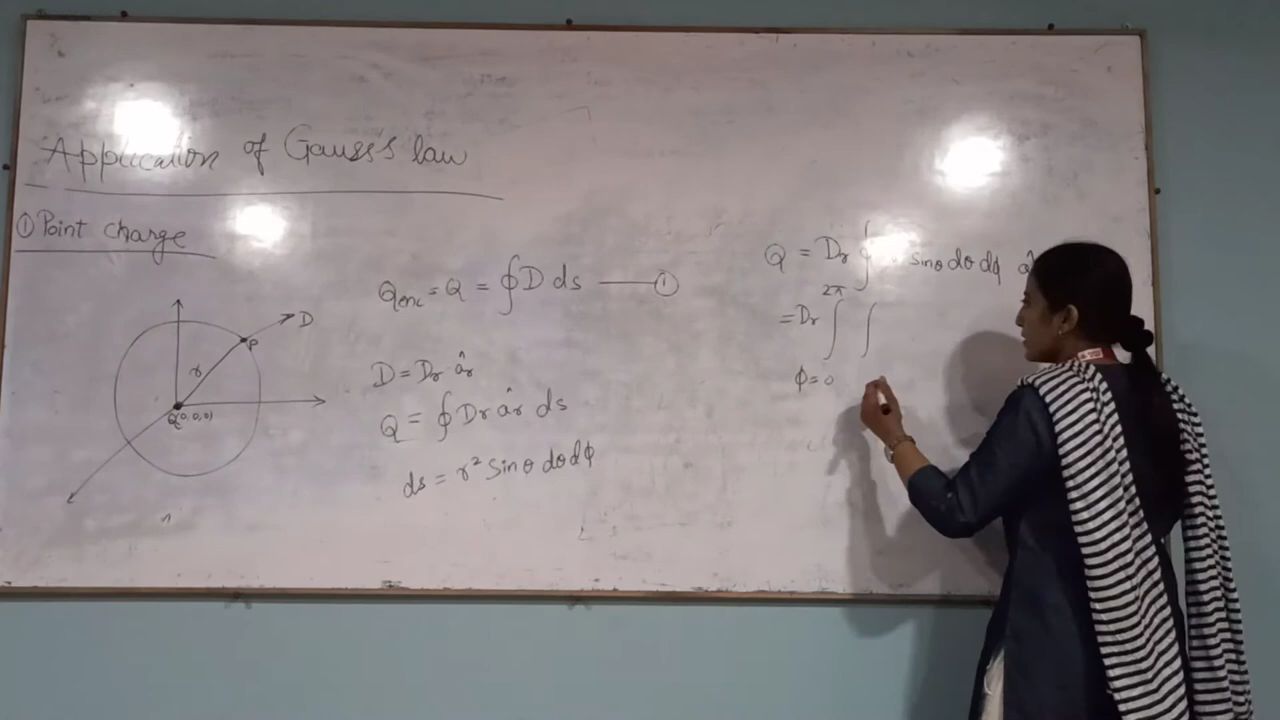 Application of Gauss's law
① Point charge
D
P
r
Q(0,0,0)
Qenc = Q = ∮ D ds —— ①
D = Dr âr
Q = ∮ Dr âr ds
ds = r² sinθ dθ dϕ
Q = Dr ∮ sinθ dθ dϕ
= Dr ∫ ∫
2π
ϕ = 0